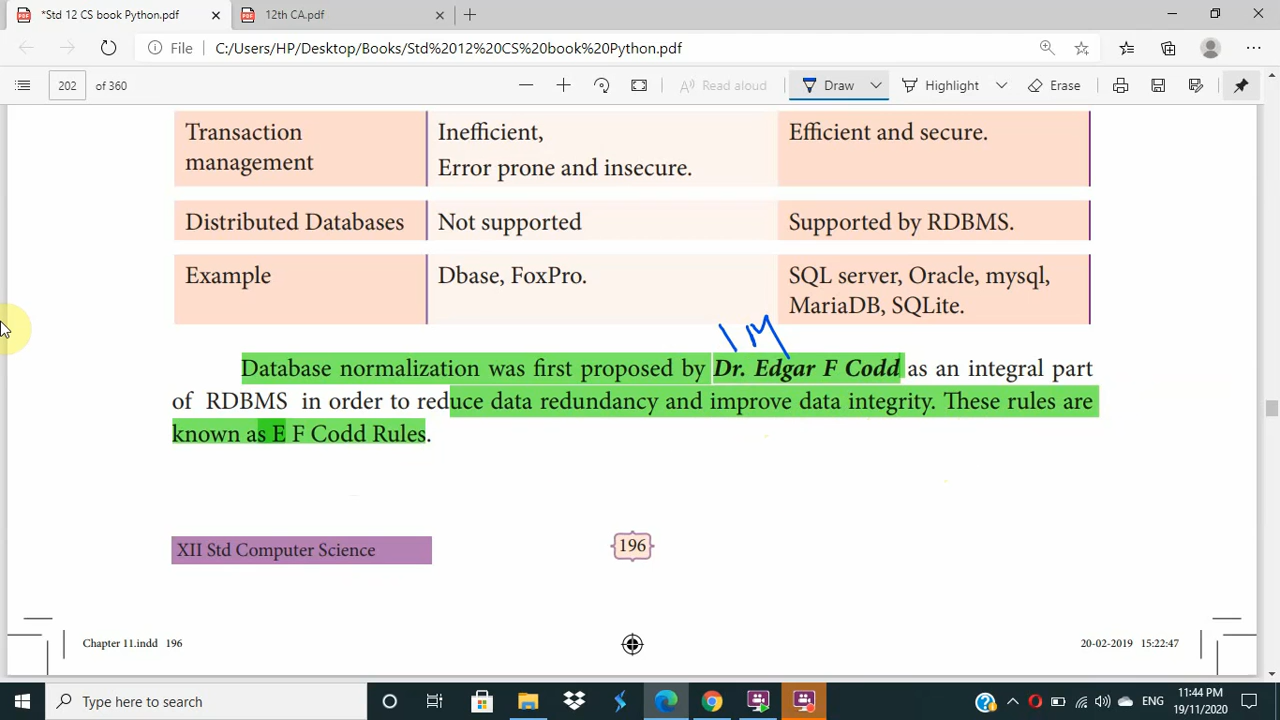 *Std 12 CS book Python.pdf
12th CA.pdf
File C:/Users/HP/Desktop/Books/Std%2012%20CS%20book%20Python.pdf
202 of 360 Read aloud Draw Highlight Erase
Transaction management Inefficient, Error prone and insecure. Efficient and secure.
Distributed Databases Not supported Supported by RDBMS.
Example Dbase, FoxPro. SQL server, Oracle, mysql, MariaDB, SQLite.
1M
Database normalization was first proposed by Dr. Edgar F Codd as an integral part
of RDBMS in order to reduce data redundancy and improve data integrity. These rules are
known as E F Codd Rules.
XII Std Computer Science 196
Chapter 11.indd 196 20-02-2019 15:22:47
Type here to search ENG 11:44 PM
19/11/2020